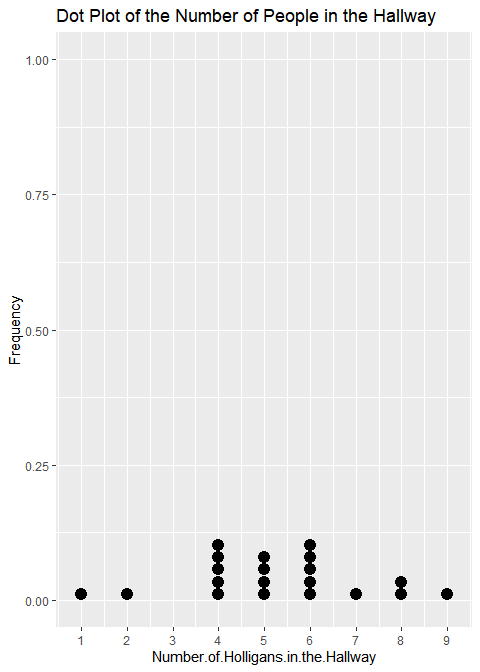 Dot Plot of the Number of People in the Hallway
1.00
0.75
0.50
0.25
0.00
Frequency
1 2 3 4 5 6 7 8 9
Number.of.Holligans.in.the.Hallway